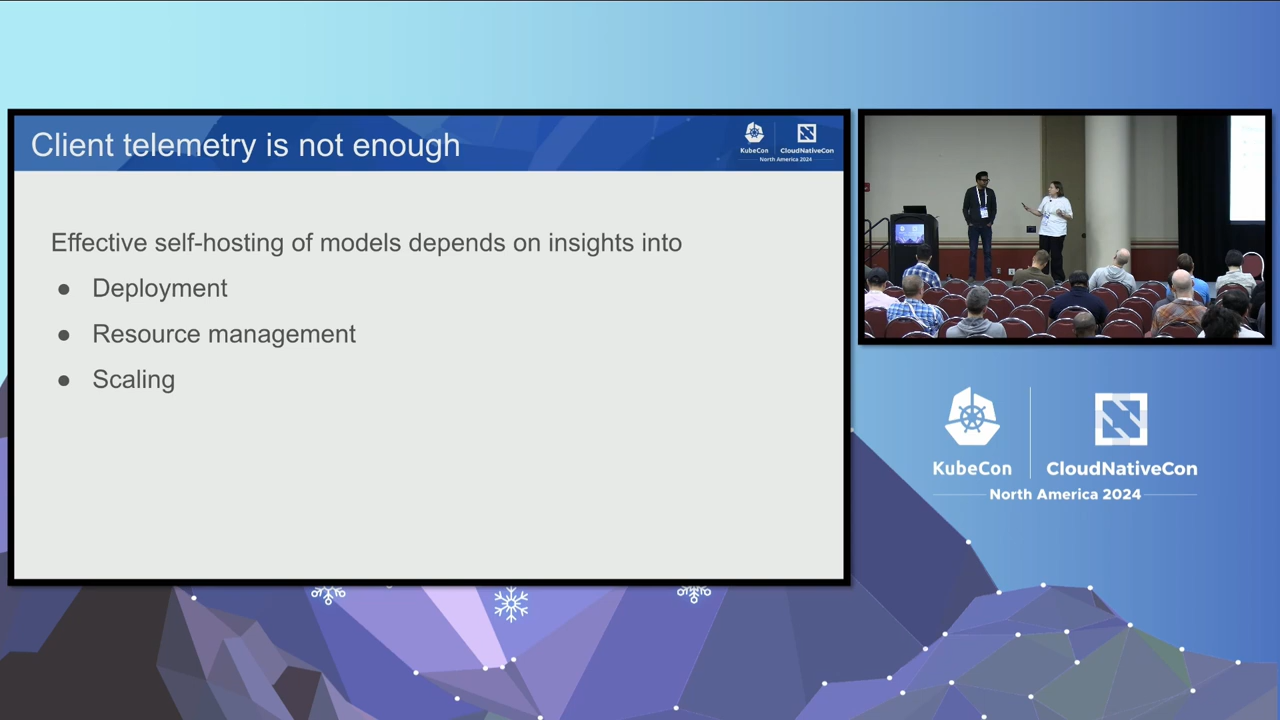 Client telemetry is not enough
KubeCon
CloudNativeCon
North America 2024
Effective self-hosting of models depends on insights into
● Deployment
● Resource management
● Scaling
KubeCon
CloudNativeCon
North America 2024